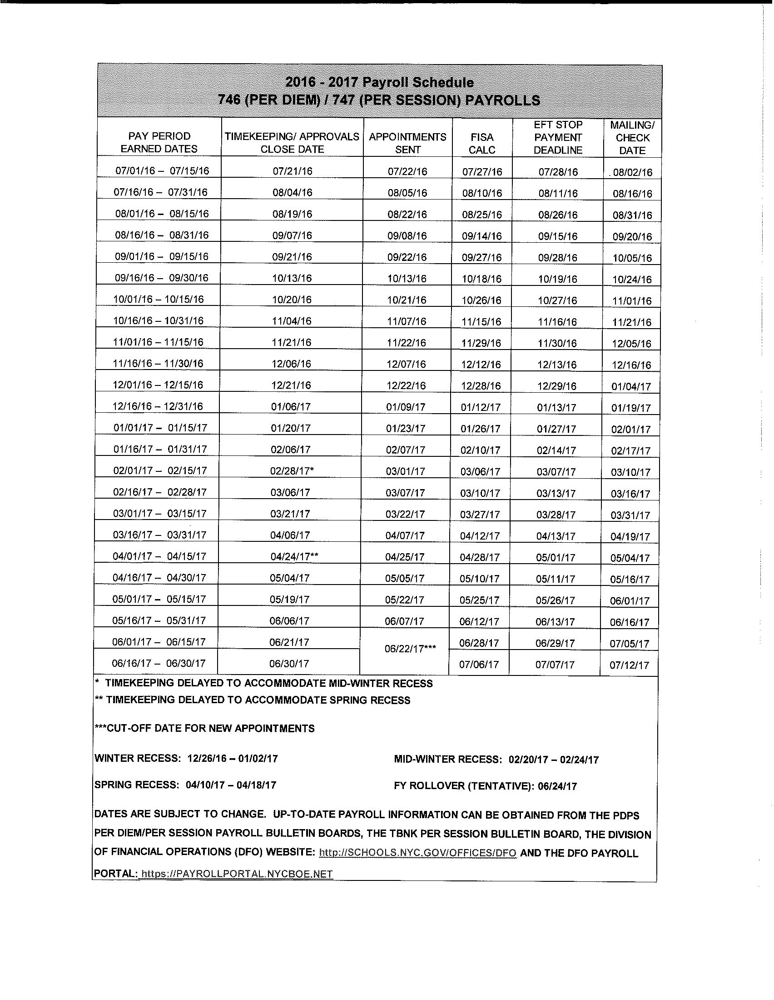 2016 - 2017 Payroll Schedule
746 (PER DIEM) / 747 (PER SESSION) PAYROLLS
PAY PERIOD EARNED DATES TIMEKEEPING/ APPROVALS CLOSE DATE APPOINTMENTS SENT FISA CALC EFT STOP PAYMENT DEADLINE MAILING/ CHECK DATE
07/01/16 – 07/15/16 07/21/16 07/22/16 07/27/16 07/28/16 08/02/16
07/16/16 – 07/31/16 08/04/16 08/05/16 08/10/16 08/11/16 08/16/16
08/01/16 – 08/15/16 08/19/16 08/22/16 08/25/16 08/26/16 08/31/16
08/16/16 – 08/31/16 09/07/16 09/08/16 09/14/16 09/15/16 09/20/16
09/01/16 – 09/15/16 09/21/16 09/22/16 09/27/16 09/28/16 10/05/16
09/16/16 – 09/30/16 10/13/16 10/13/16 10/18/16 10/19/16 10/24/16
10/01/16 – 10/15/16 10/20/16 10/21/16 10/26/16 10/27/16 11/01/16
10/16/16 – 10/31/16 11/04/16 11/07/16 11/15/16 11/16/16 11/21/16
11/01/16 – 11/15/16 11/21/16 11/22/16 11/29/16 11/30/16 12/05/16
11/16/16 – 11/30/16 12/06/16 12/07/16 12/12/16 12/13/16 12/16/16
12/01/16 – 12/15/16 12/21/16 12/22/16 12/28/16 12/29/16 01/04/17
12/16/16 – 12/31/16 01/06/17 01/09/17 01/12/17 01/13/17 01/19/17
01/01/17 – 01/15/17 01/20/17 01/23/17 01/26/17 01/27/17 02/01/17
01/16/17 – 01/31/17 02/06/17 02/07/17 02/10/17 02/14/17 02/17/17
02/01/17 – 02/15/17 02/28/17* 03/01/17 03/06/17 03/07/17 03/10/17
02/16/17 – 02/28/17 03/06/17 03/07/17 03/10/17 03/13/17 03/16/17
03/01/17 – 03/15/17 03/21/17 03/22/17 03/27/17 03/28/17 03/31/17
03/16/17 – 03/31/17 04/06/17 04/07/17 04/12/17 04/13/17 04/19/17
04/01/17 – 04/15/17 04/24/17** 04/25/17 04/28/17 05/01/17 05/04/17
04/16/17 – 04/30/17 05/04/17 05/05/17 05/10/17 05/11/17 05/16/17
05/01/17 – 05/15/17 05/19/17 05/22/17 05/25/17 05/26/17 06/01/17
05/16/17 – 05/31/17 06/06/17 06/07/17 06/12/17 06/13/17 06/16/17
06/01/17 – 06/15/17 06/21/17 06/22/17*** 06/28/17 06/29/17 07/05/17
06/16/17 – 06/30/17 06/30/17 07/06/17 07/07/17 07/12/17
* TIMEKEEPING DELAYED TO ACCOMMODATE MID-WINTER RECESS
** TIMEKEEPING DELAYED TO ACCOMMODATE SPRING RECESS
***CUT-OFF DATE FOR NEW APPOINTMENTS
WINTER RECESS: 12/26/16 – 01/02/17 MID-WINTER RECESS: 02/20/17 – 02/24/17
SPRING RECESS: 04/10/17 – 04/18/17 FY ROLLOVER (TENTATIVE): 06/24/17
DATES ARE SUBJECT TO CHANGE. UP-TO-DATE PAYROLL INFORMATION CAN BE OBTAINED FROM THE PDPS
PER DIEM/PER SESSION PAYROLL BULLETIN BOARDS, THE TBNK PER SESSION BULLETIN BOARD, THE DIVISION
OF FINANCIAL OPERATIONS (DFO) WEBSITE: http://SCHOOLS.NYC.GOV/OFFICES/DFO AND THE DFO PAYROLL
PORTAL: https://PAYROLLPORTAL.NYCBOE.NET